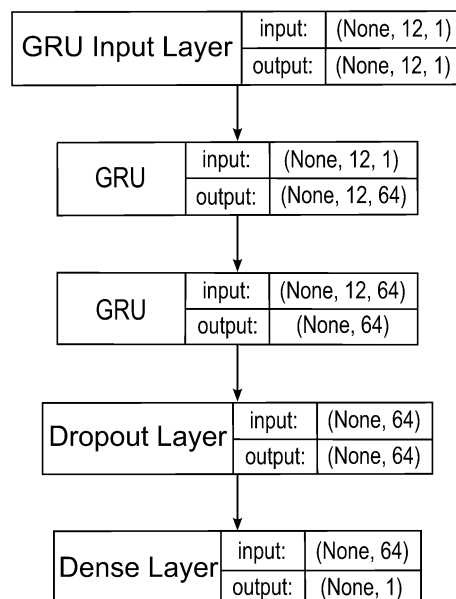 GRU Input Layer
input: (None, 12, 1)
output: (None, 12, 1)
GRU
input: (None, 12, 1)
output: (None, 12, 64)
GRU
input: (None, 12, 64)
output: (None, 64)
Dropout Layer
input: (None, 64)
output: (None, 64)
Dense Layer
input: (None, 64)
output: (None, 1)